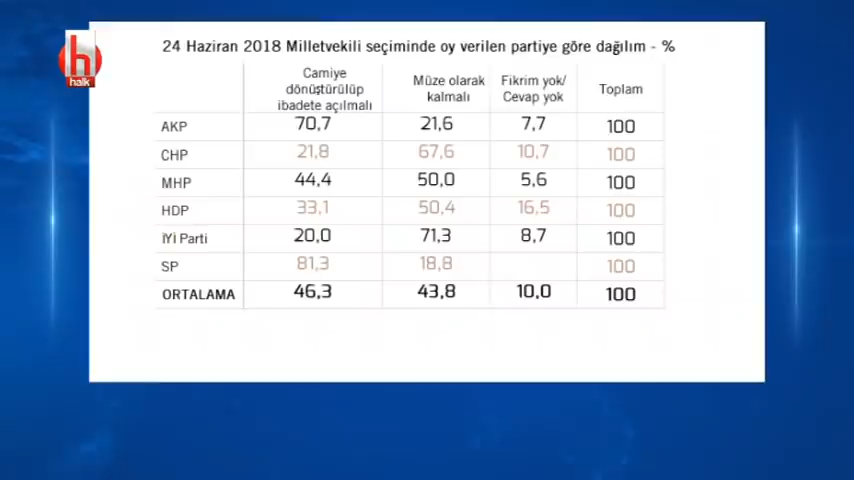 h
halk
24 Haziran 2018 Milletvekili seçiminde oy verilen partiye göre dağılım - %
Camiye dönüştürülüp ibadete açılmalı Müze olarak kalmalı Fikrim yok/ Cevap yok Toplam
AKP 70,7 21,6 7,7 100
CHP 21,8 67,6 10,7 100
MHP 44,4 50,0 5,6 100
HDP 33,1 50,4 16,5 100
İYİ Parti 20,0 71,3 8,7 100
SP 81,3 18,8 100
ORTALAMA 46,3 43,8 10,0 100